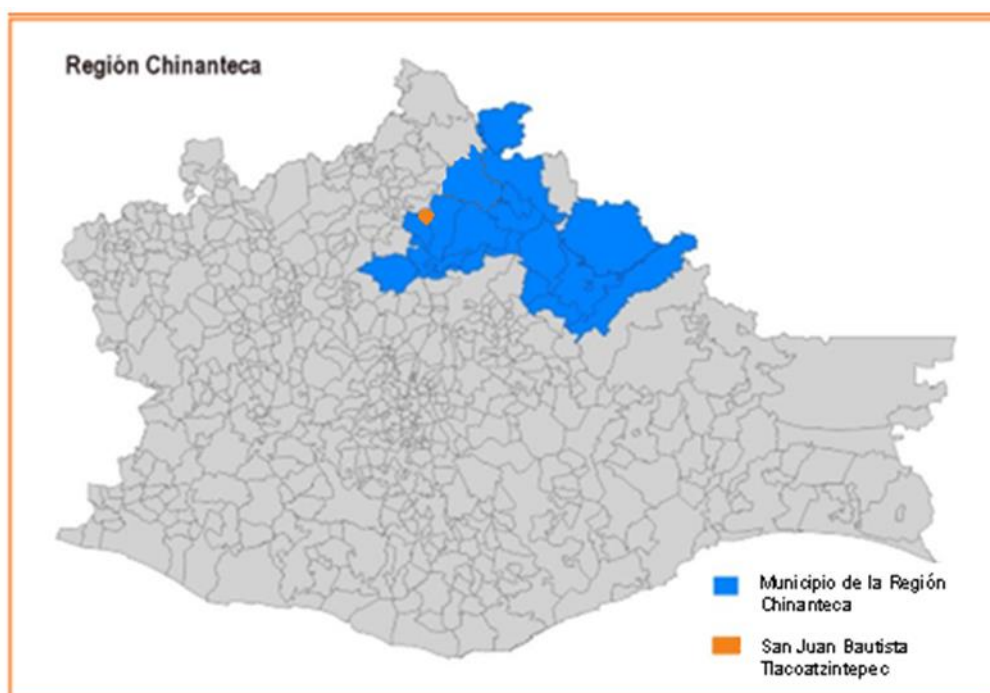 Región Chinanteca
Municipio de la Región
Chinanteca
San Juan Bautista
Tlacoatzintepec